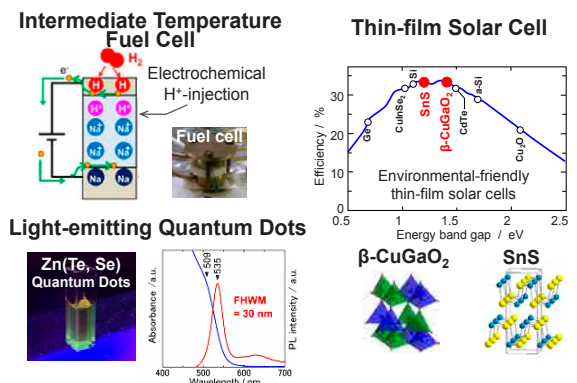 Intermediate Temperature
Fuel Cell
H₂
H H
e⁻
Electrochemical
H⁺-injection
H⁺ H⁺
Na⁺ Na⁺
Na⁺ Na⁺
Na Na
Fuel cell
Thin-film Solar Cell
Efficiency / %
30
20
10
Ge
CuInSe₂
Si
SnS
β-CuGaO₂
CdTe
a-Si
Cu₂O
Environmental-friendly
thin-film solar cells
0.5 1.0 1.5 2.0 2.5
Energy band gap / eV
Light-emitting Quantum Dots
Zn(Te, Se)
Quantum Dots
Absorbance / a.u.
509
535
FHWM
= 30 nm
PL intensity / a.u.
400 500 600 700
Wavelength / nm
β-CuGaO₂
SnS